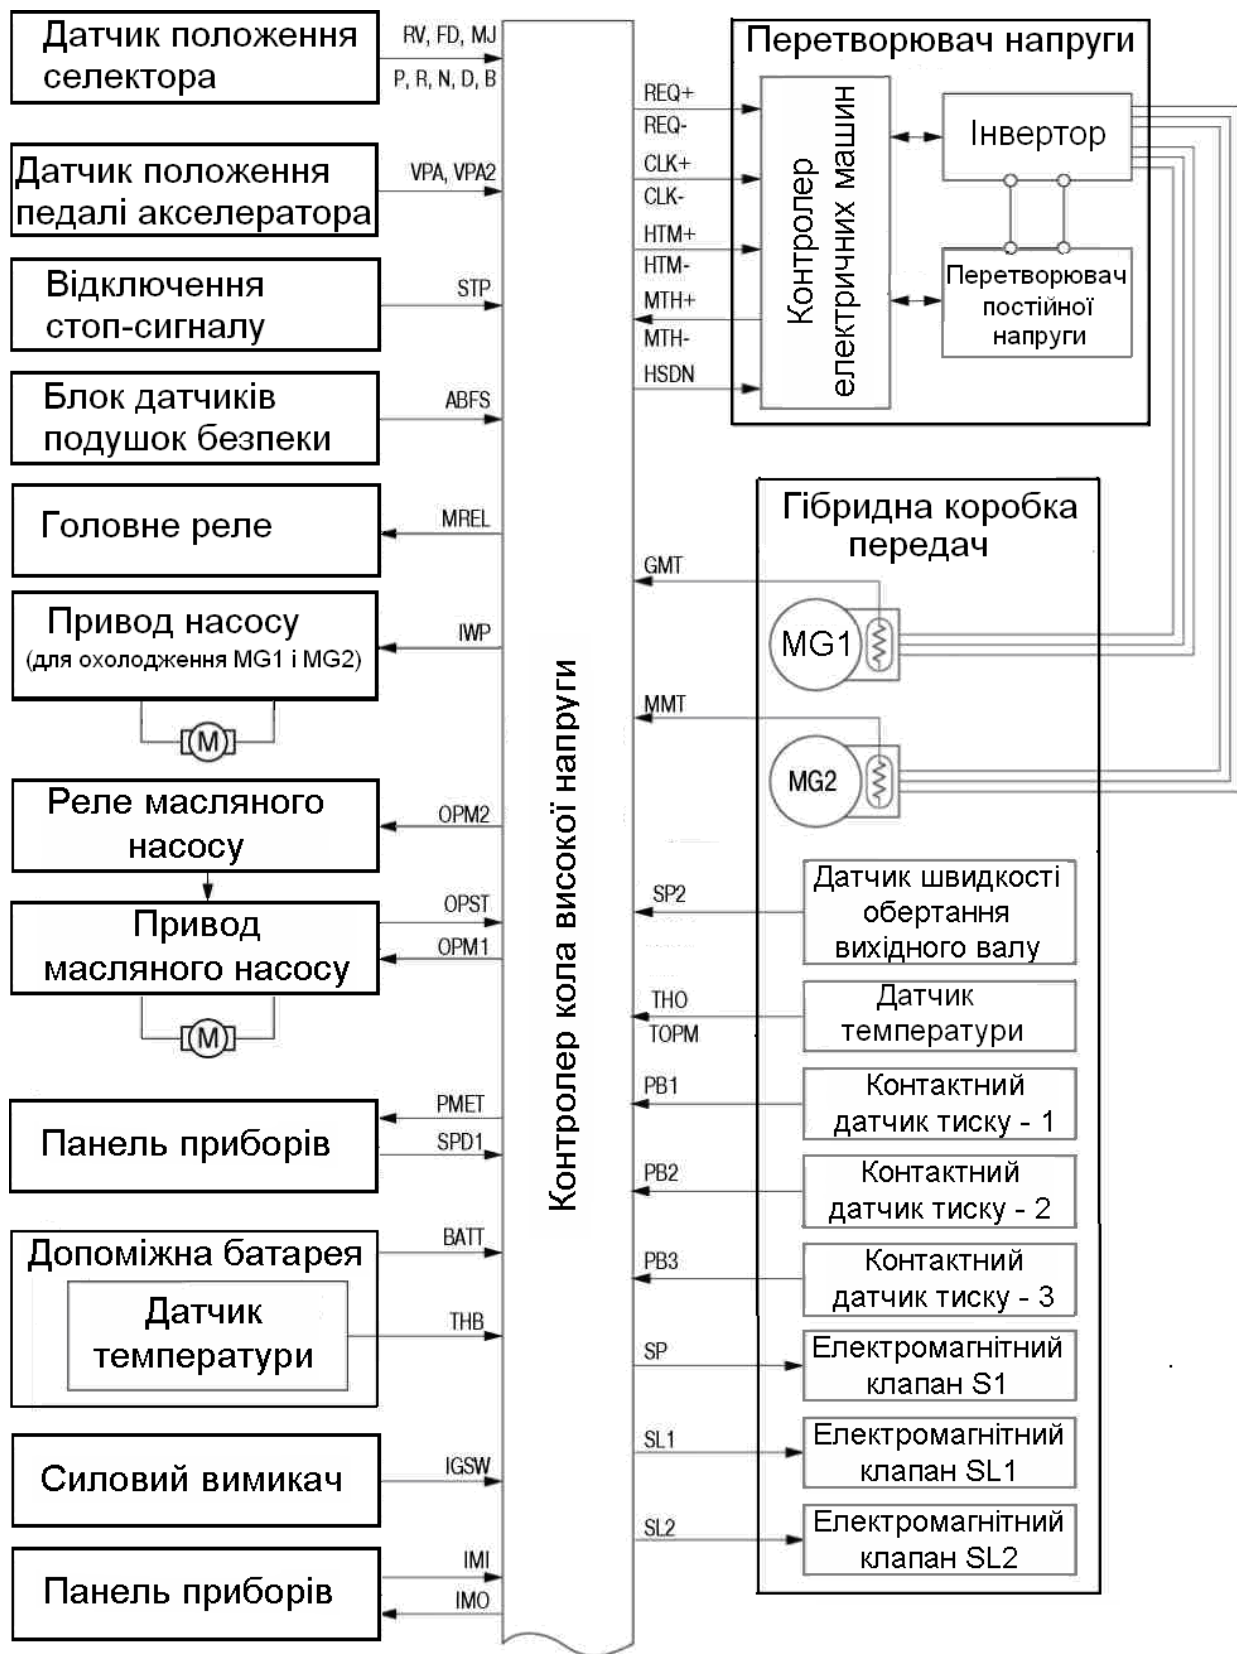 Датчик положення
селектора
RV, FD, MJ
P, R, N, D, B
Датчик положення
педалі акселератора
VPA, VPA2
Відключення
стоп-сигналу
STP
Блок датчиків
подушок безпеки
ABFS
Головне реле
MREL
Привод насосу
(для охолодження MG1 і MG2)
IWP
M
Реле масляного
насосу
OPM2
Привод
масляного насосу
OPST
OPM1
M
Панель приборів
PMET
SPD1
Допоміжна батарея
BATT
Датчик
температури
THB
Силовий вимикач
IGSW
Панель приборів
IMI
IMO
Контролер кола високої напруги
Перетворювач напруги
REQ+
REQ-
CLK+
CLK-
HTM+
HTM-
MTH+
MTH-
HSDN
Контролер
електричних машин
Інвертор
Перетворювач
постійної
напруги
Гібридна коробка
передач
GMT
MG1
MMT
MG2
SP2
Датчик швидкості
обертання
вихідного валу
THO
TOPM
Датчик
температури
PB1
Контактний
датчик тиску - 1
PB2
Контактний
датчик тиску - 2
PB3
Контактний
датчик тиску - 3
SP
Електромагнітний
клапан S1
SL1
Електромагнітний
клапан SL1
SL2
Електромагнітний
клапан SL2